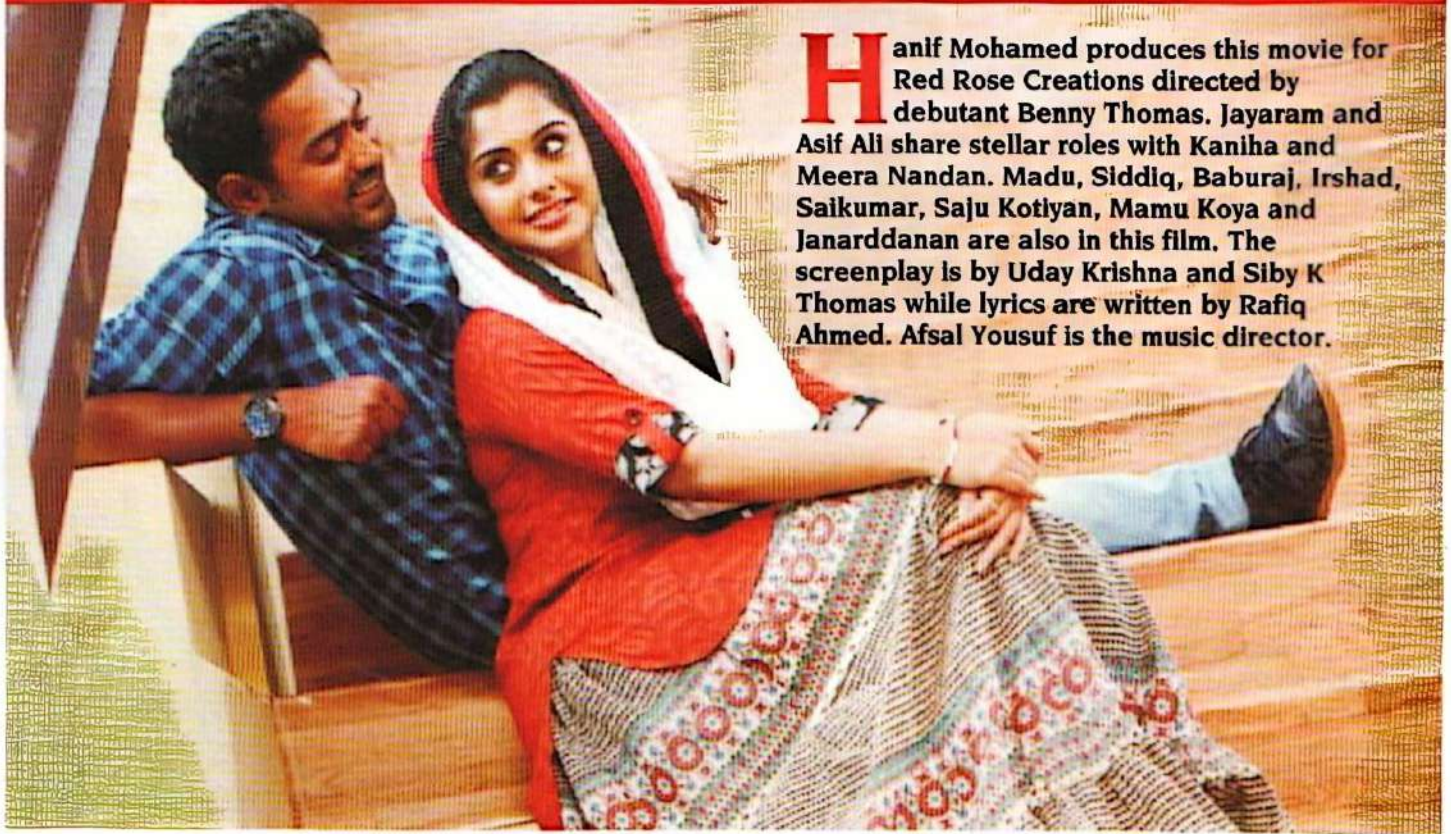 Hanif Mohamed produces this movie for
Red Rose Creations directed by
debutant Benny Thomas. Jayaram and
Asif Ali share stellar roles with Kaniha and
Meera Nandan. Madu, Siddiq, Baburaj, Irshad,
Saikumar, Saju Kotiyan, Mamu Koya and
Janarddanan are also in this film. The
screenplay is by Uday Krishna and Siby K
Thomas while lyrics are written by Rafiq
Ahmed. Afsal Yousuf is the music director.